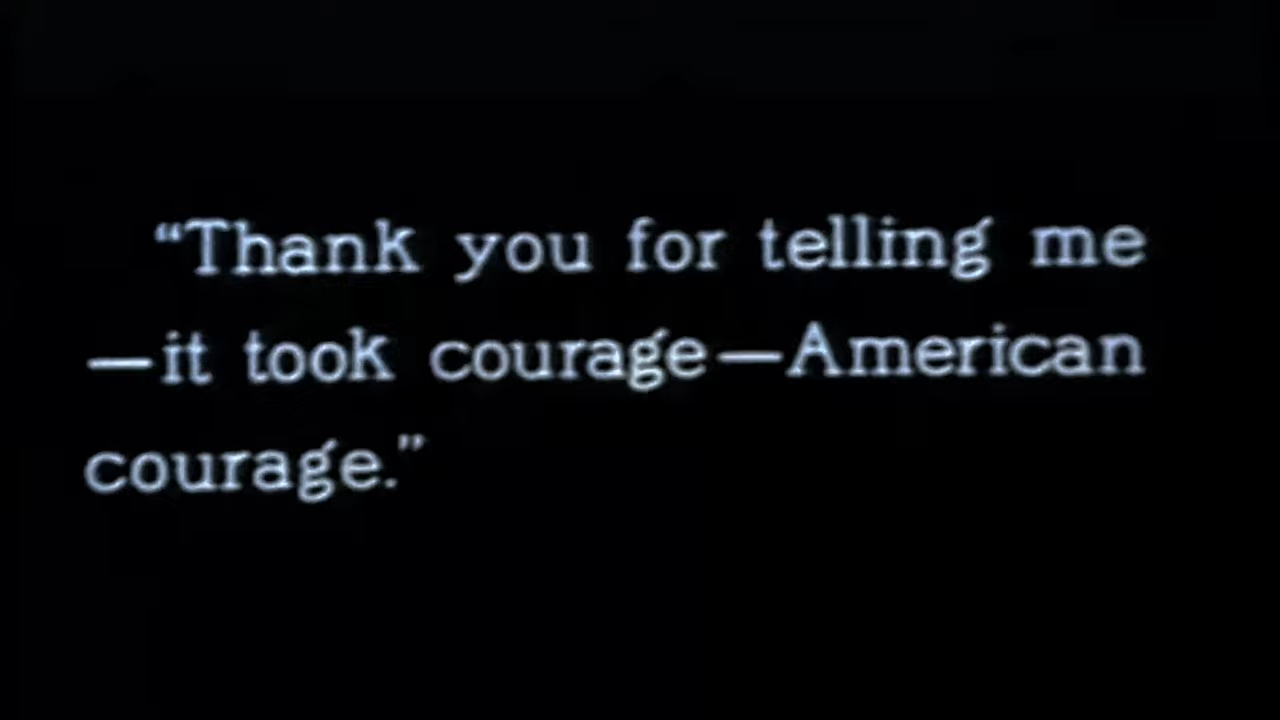 “Thank you for telling me
—it took courage—American
courage.”